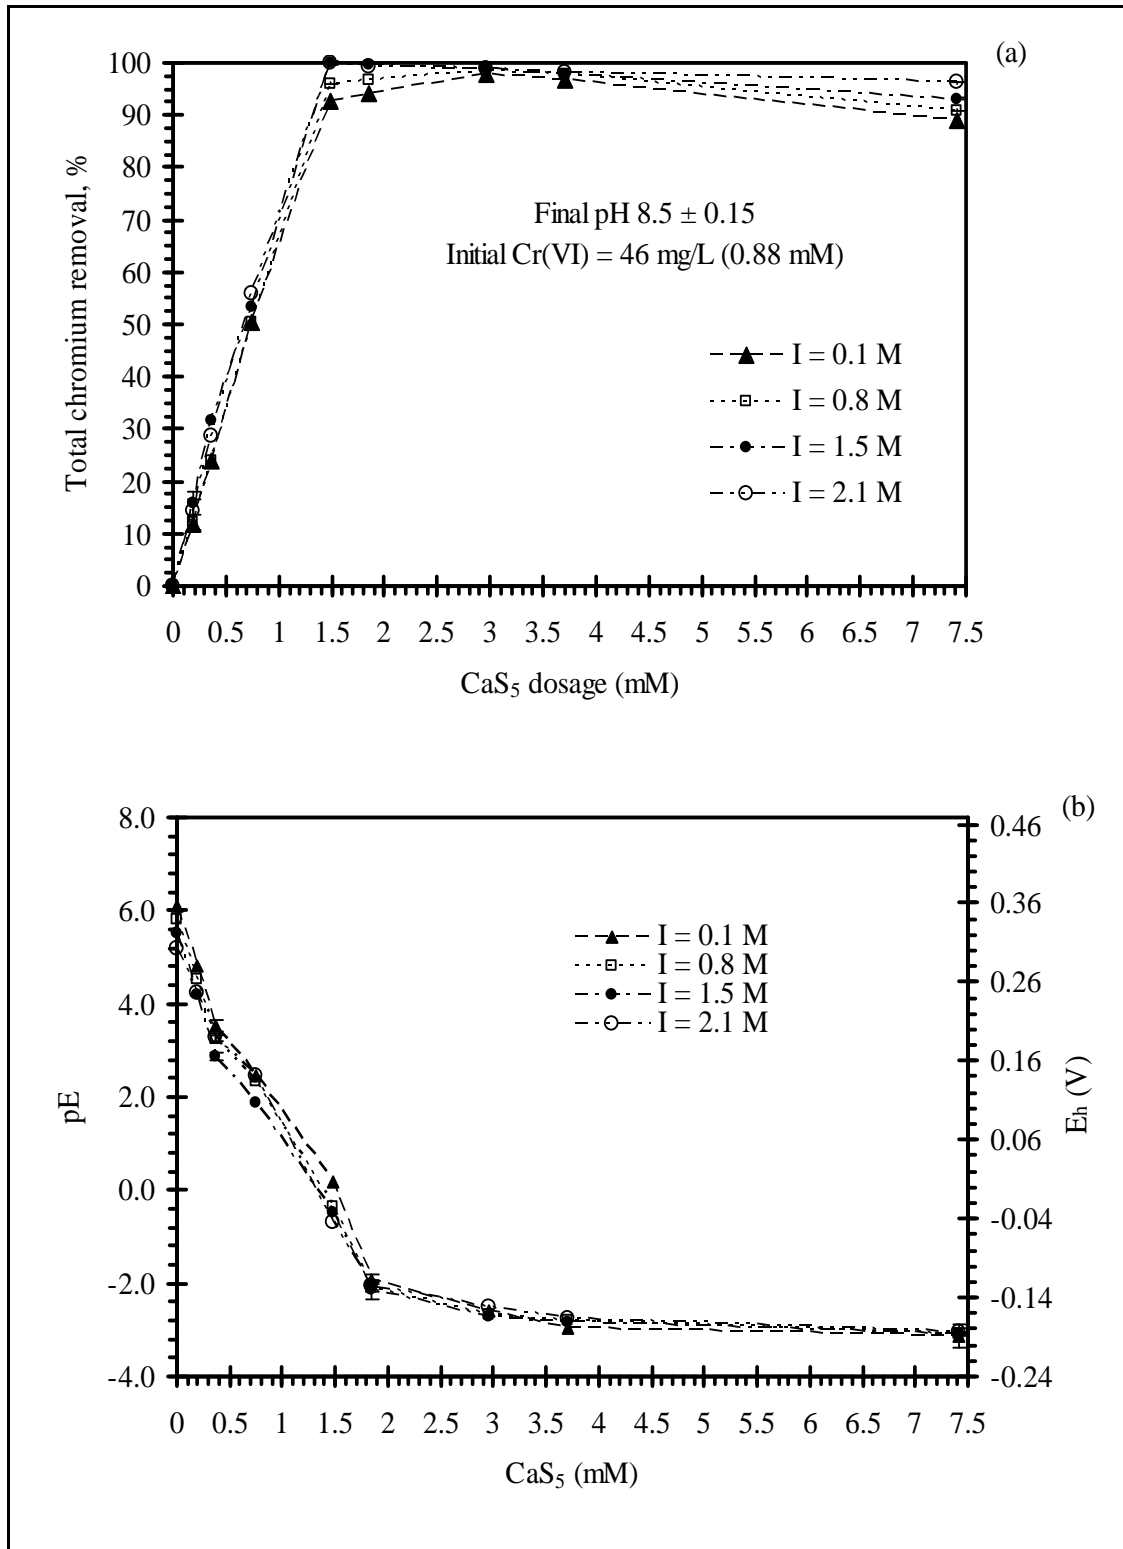 (a)
100
90
80
70
60
50
40
30
20
10
0
Total chromium removal, %
Final pH 8.5 ± 0.15
Initial Cr(VI) = 46 mg/L (0.88 mM)
I = 0.1 M
I = 0.8 M
I = 1.5 M
I = 2.1 M
0 0.5 1 1.5 2 2.5 3 3.5 4 4.5 5 5.5 6 6.5 7 7.5
CaS5 dosage (mM)
(b)
8.0
6.0
4.0
2.0
0.0
-2.0
-4.0
pE
I = 0.1 M
I = 0.8 M
I = 1.5 M
I = 2.1 M
0.46
0.36
0.26
0.16
0.06
-0.04
-0.14
-0.24
Eh (V)
0 0.5 1 1.5 2 2.5 3 3.5 4 4.5 5 5.5 6 6.5 7 7.5
CaS5 (mM)